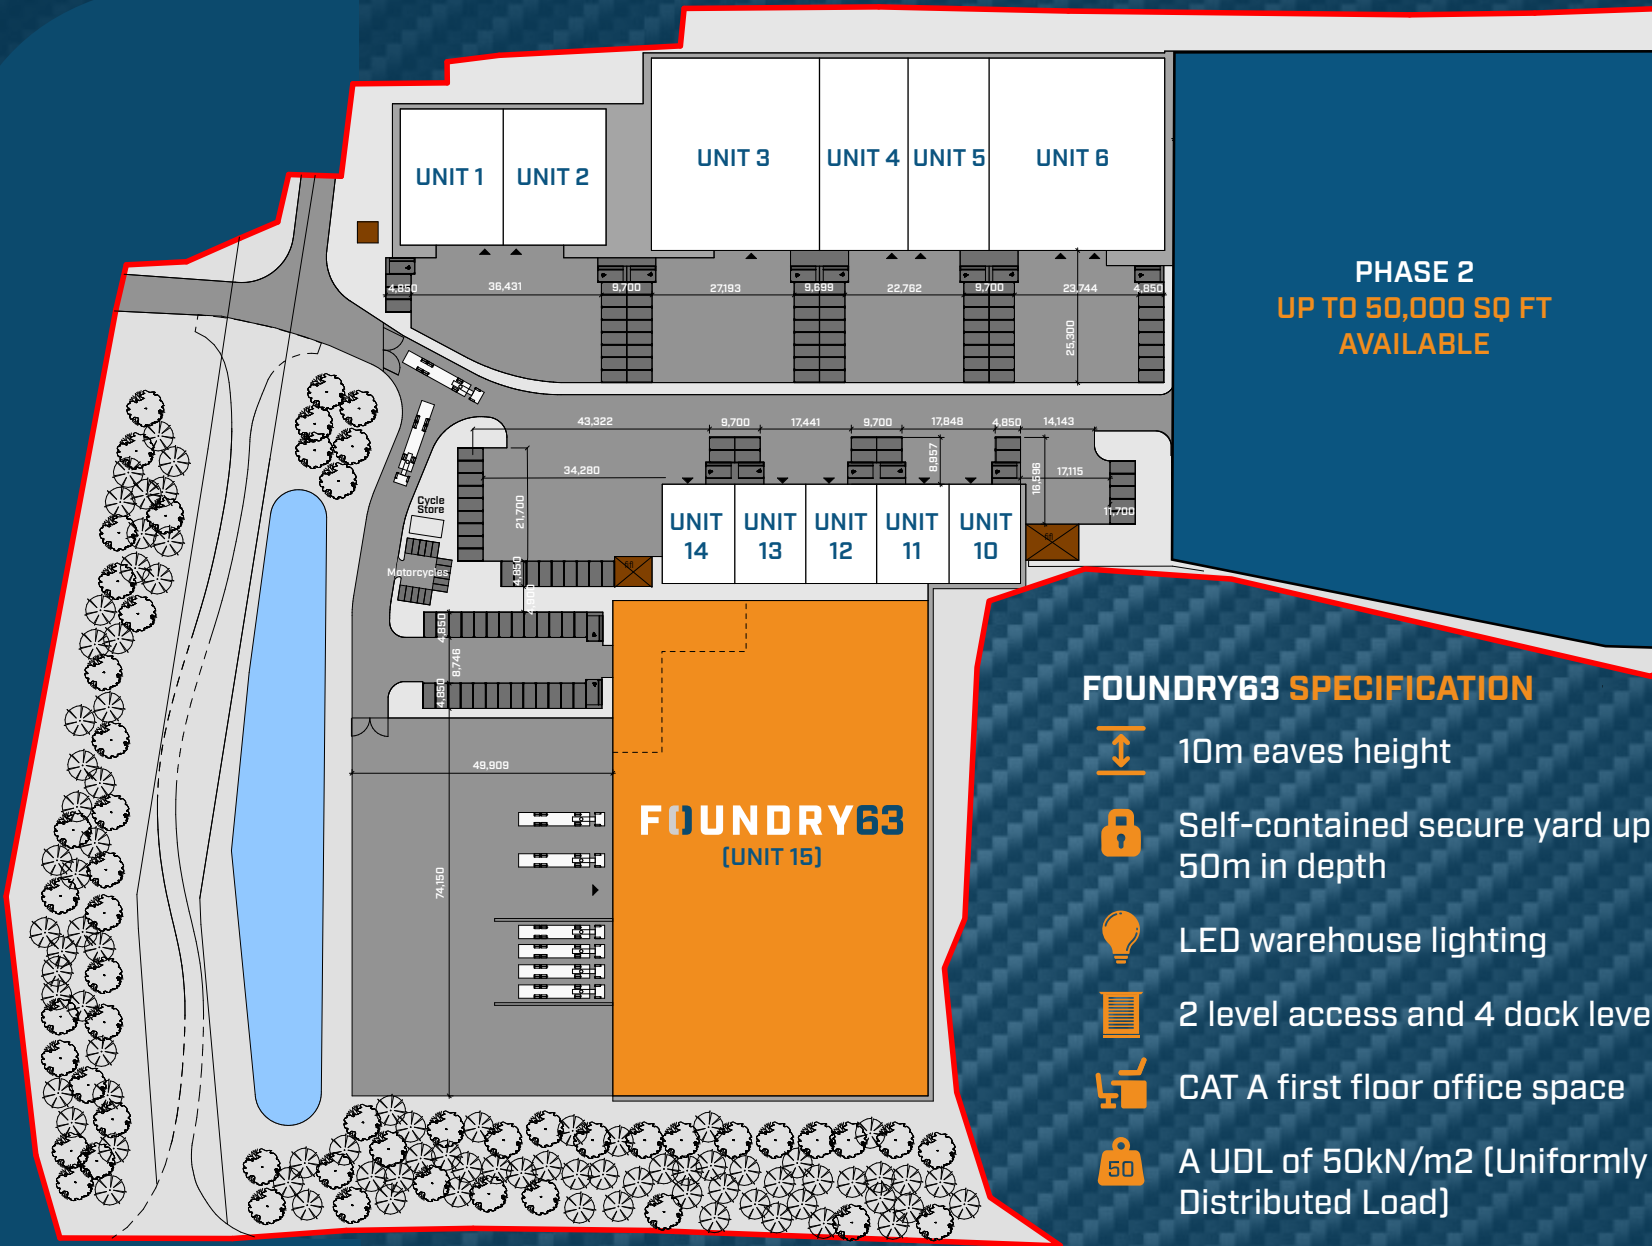 UNIT 1
UNIT 2
UNIT 3
UNIT 4
UNIT 5
UNIT 6
PHASE 2
UP TO 50,000 SQ FT
AVAILABLE
4,850
36,431
9,700
27,193
9,699
22,762
9,700
23,744
4,850
25,300
43,322
9,700
17,441
9,700
17,848
4,850
14,143
34,280
8,957
17,115
11,700
21,700
Cycle
Store
Motorcycles
UNIT
14
UNIT
13
UNIT
12
UNIT
11
UNIT
10
4,850
4,850
8,746
4,850
49,909
74,150
FOUNDRY63
(UNIT 15)
FOUNDRY63 SPECIFICATION
10m eaves height
Self-contained secure yard up
50m in depth
LED warehouse lighting
2 level access and 4 dock leve
CAT A first floor office space
50
A UDL of 50kN/m2 (Uniformly
Distributed Load)